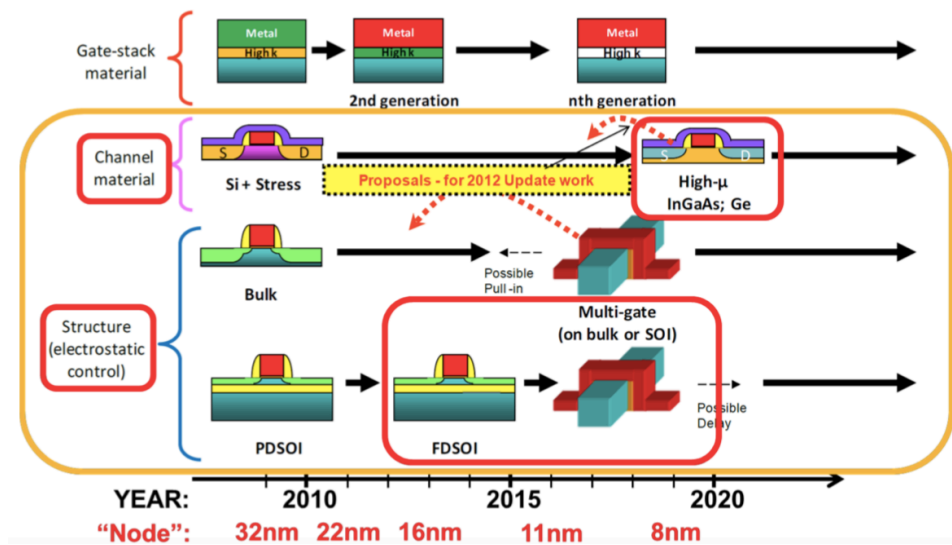 Gate-stack
material
Metal
High k
Metal
High k
2nd generation
Metal
High k
nth generation
Channel
material
S D
Si + Stress
Proposals - for 2012 Update work
S D
High-μ
InGaAs; Ge
Structure
(electrostatic
control)
Bulk
Possible
Pull-in
Multi-gate
(on bulk or SOI)
PDSOI
FDSOI
Possible
Delay
YEAR: 2010 2015 2020
“Node”: 32nm 22nm 16nm 11nm 8nm